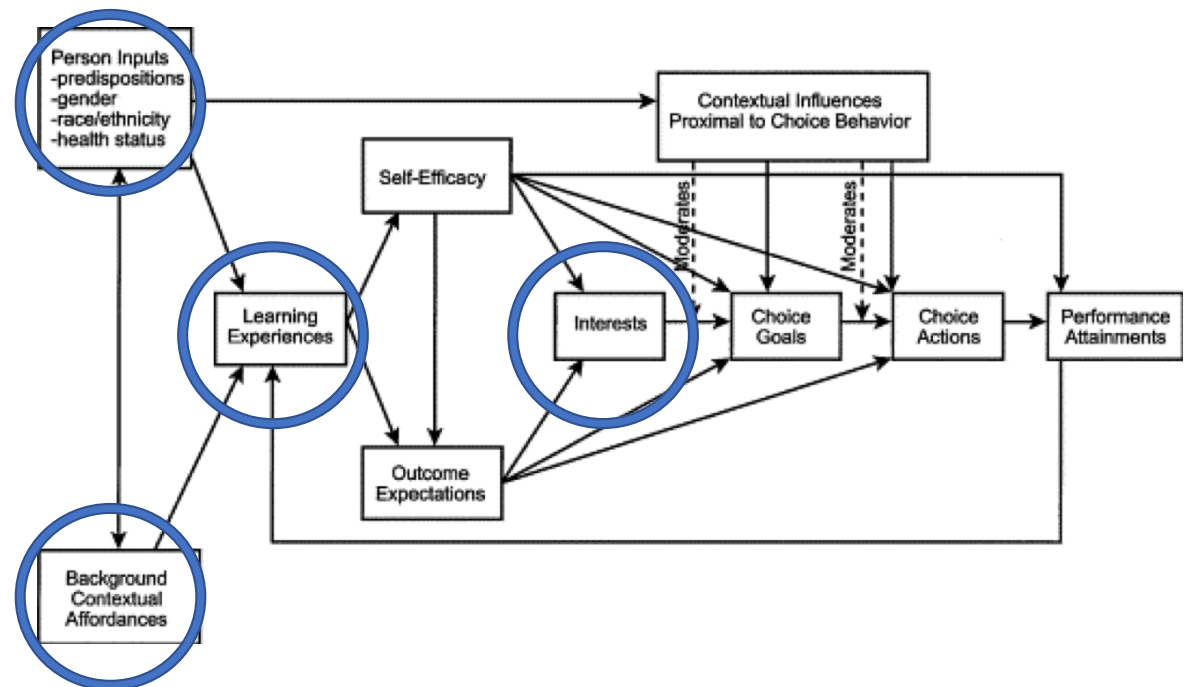 Person Inputs
-predispositions
-gender
-race/ethnicity
-health status
Contextual Influences
Proximal to Choice Behavior
Self-Efficacy
Moderates
Moderates
Learning
Experiences
Interests
Choice
Goals
Choice
Actions
Performance
Attainments
Outcome
Expectations
Background
Contextual
Affordances